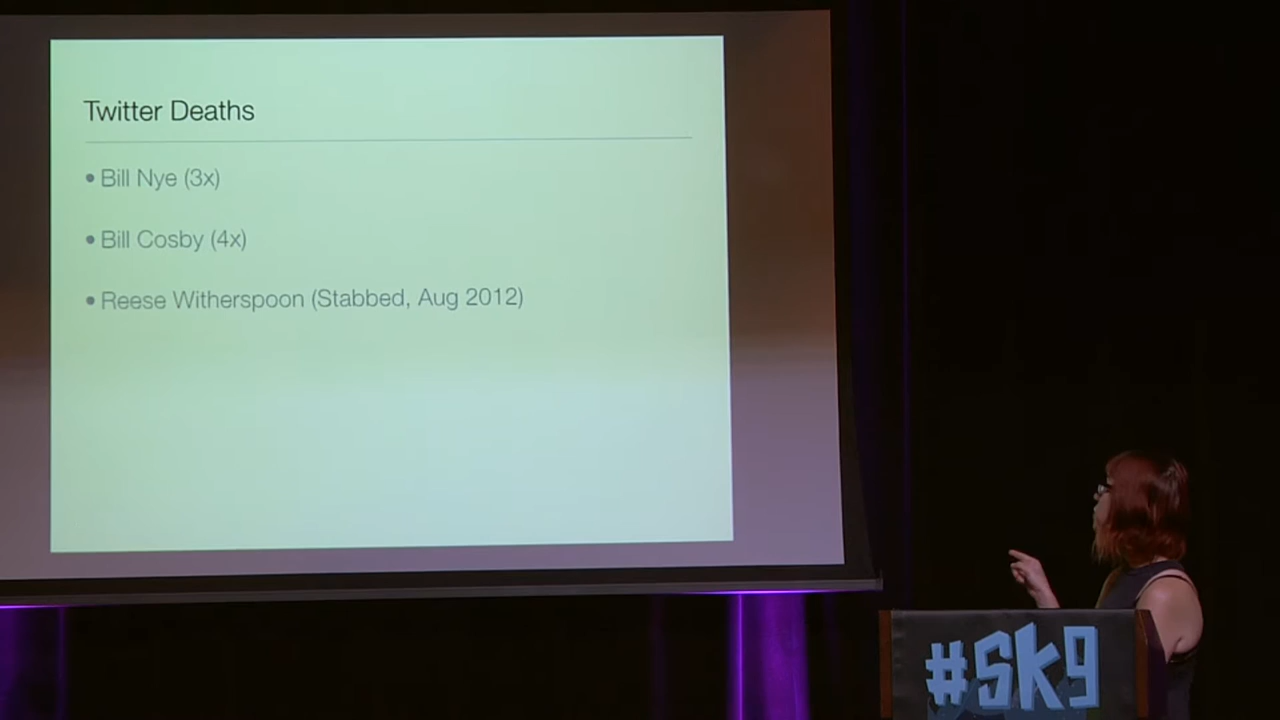 Twitter Deaths
• Bill Nye (3x)
• Bill Cosby (4x)
• Reese Witherspoon (Stabbed, Aug 2012)
#sk9